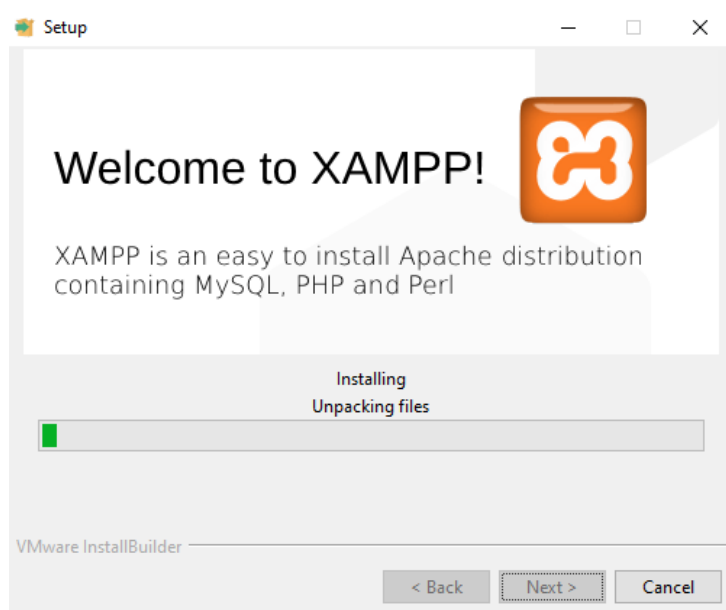 Setup
Welcome to XAMPP!
XAMPP is an easy to install Apache distribution
containing MySQL, PHP and Perl
Installing
Unpacking files
VMware InstallBuilder
< Back
Next >
Cancel